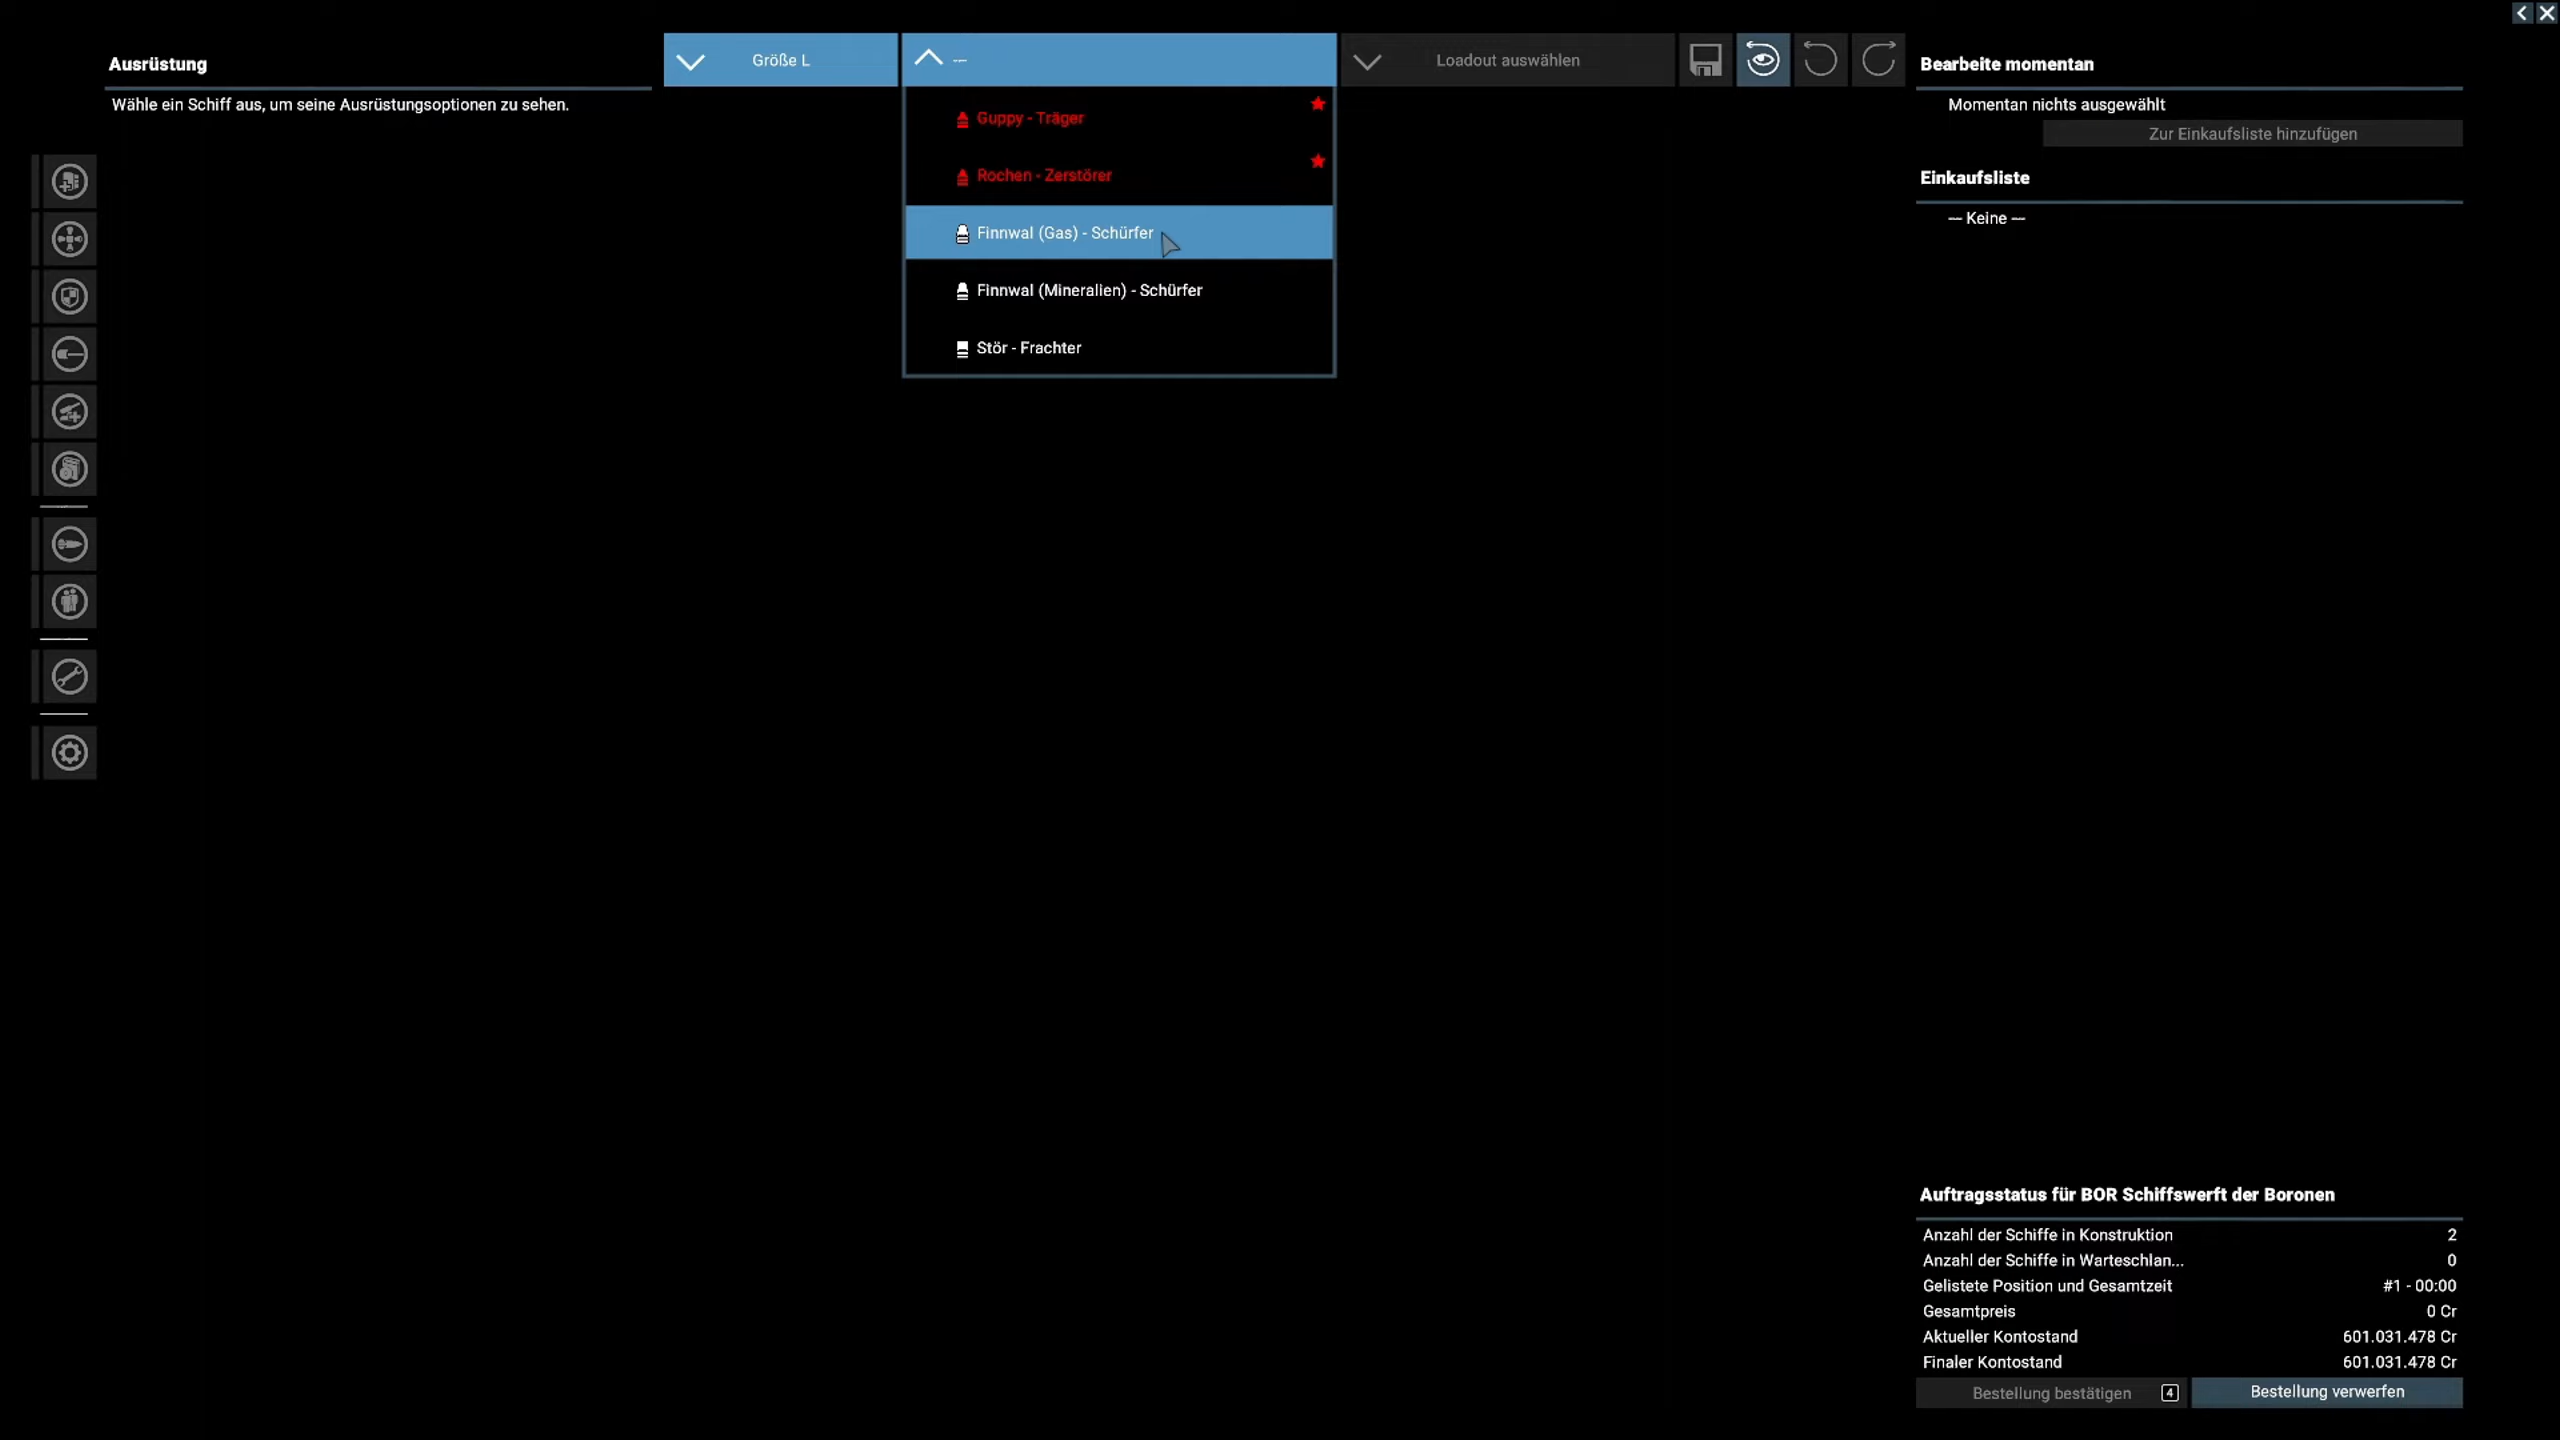 Ausrüstung
Wähle ein Schiff aus, um seine Ausrüstungsoptionen zu sehen.
Größe L
---
Loadout auswählen
Guppy - Träger
Rochen - Zerstörer
Finnwal (Gas) - Schürfer
Finnwal (Mineralien) - Schürfer
Stör - Frachter
Bearbeite momentan
Momentan nichts ausgewählt
Zur Einkaufsliste hinzufügen
Einkaufsliste
--- Keine ---
Auftragsstatus für BOR Schiffswerft der Boronen
Anzahl der Schiffe in Konstruktion 2
Anzahl der Schiffe in Warteschlan... 0
Gelistete Position und Gesamtzeit #1 - 00:00
Gesamtpreis 0 Cr
Aktueller Kontostand 601.031.478 Cr
Finaler Kontostand 601.031.478 Cr
Bestellung bestätigen 4 Bestellung verwerfen